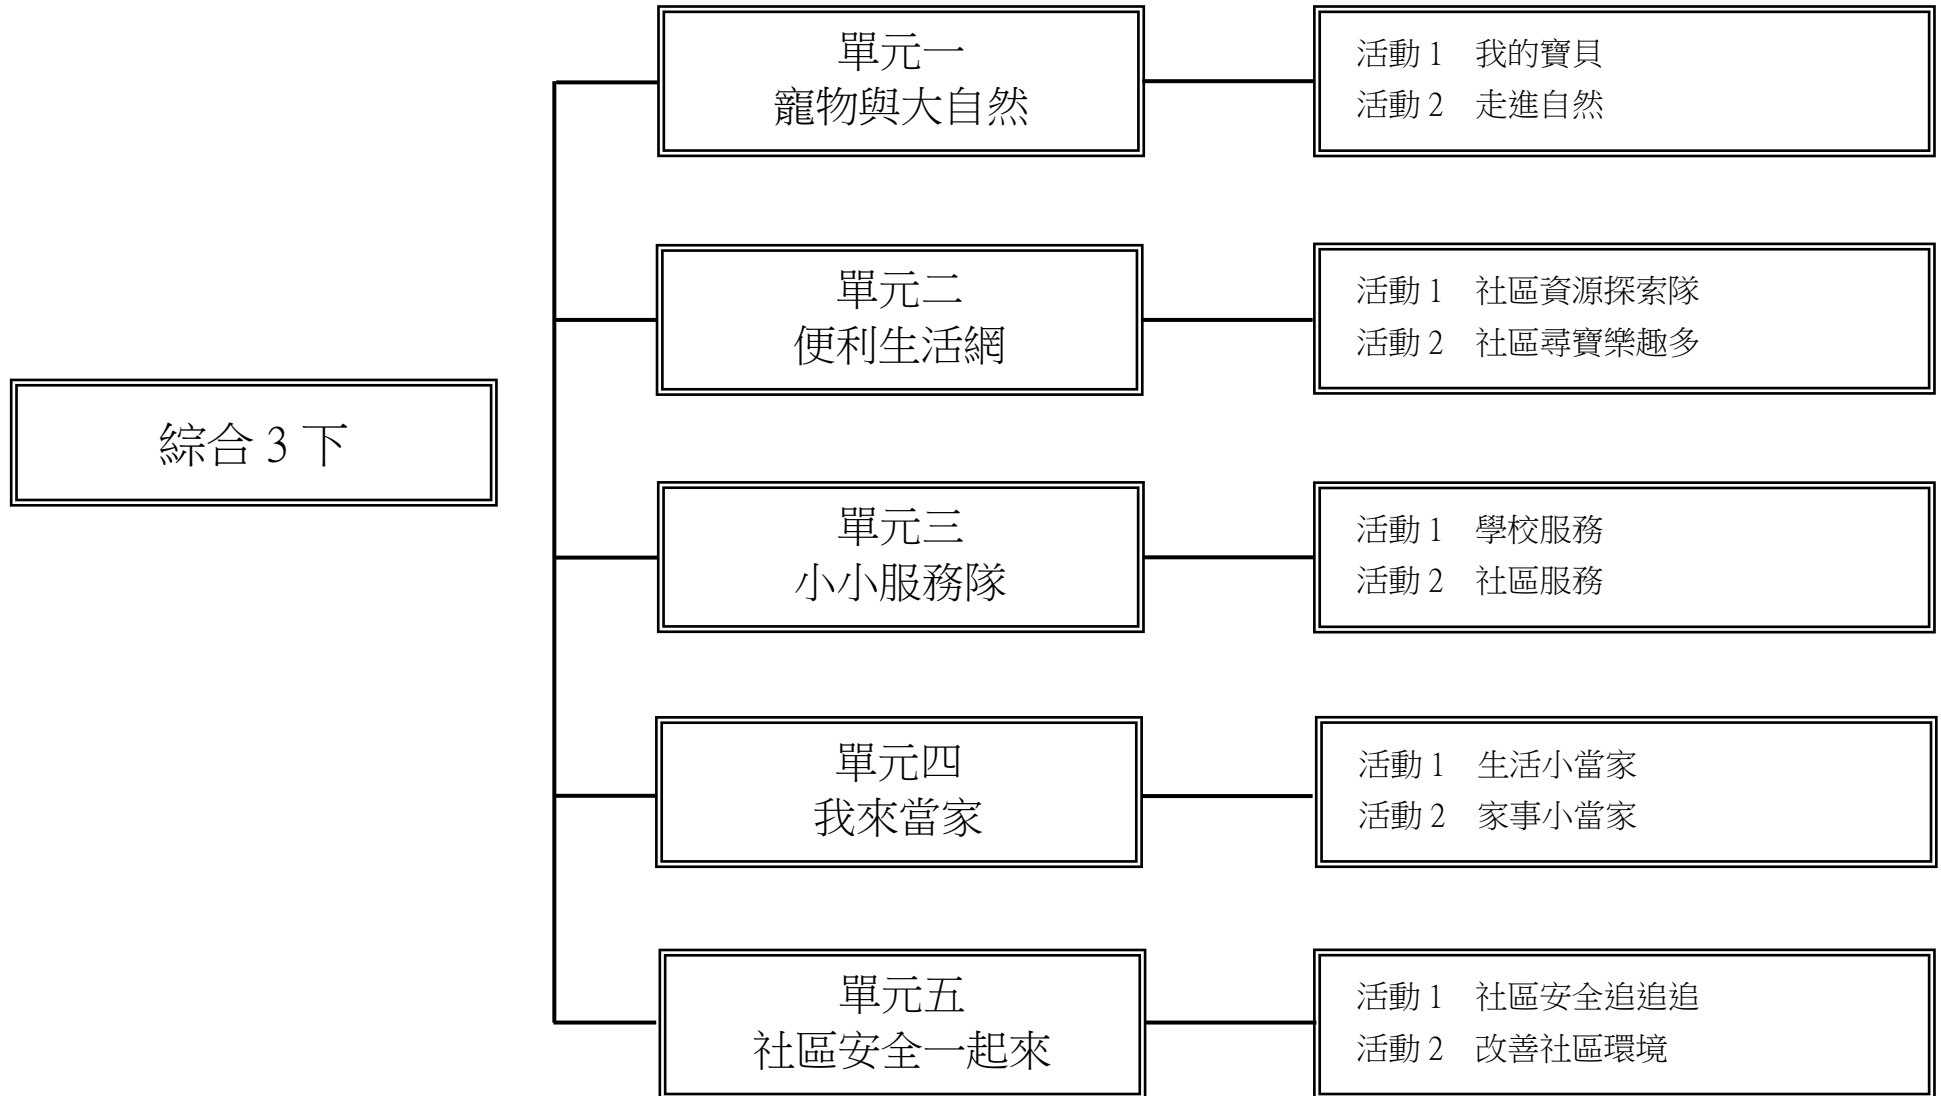 綜合 3 下
單元一
寵物與大自然
活動 1　我的寶貝
活動 2　走進自然
單元二
便利生活網
活動 1　社區資源探索隊
活動 2　社區尋寶樂趣多
單元三
小小服務隊
活動 1　學校服務
活動 2　社區服務
單元四
我來當家
活動 1　生活小當家
活動 2　家事小當家
單元五
社區安全一起來
活動 1　社區安全追追追
活動 2　改善社區環境